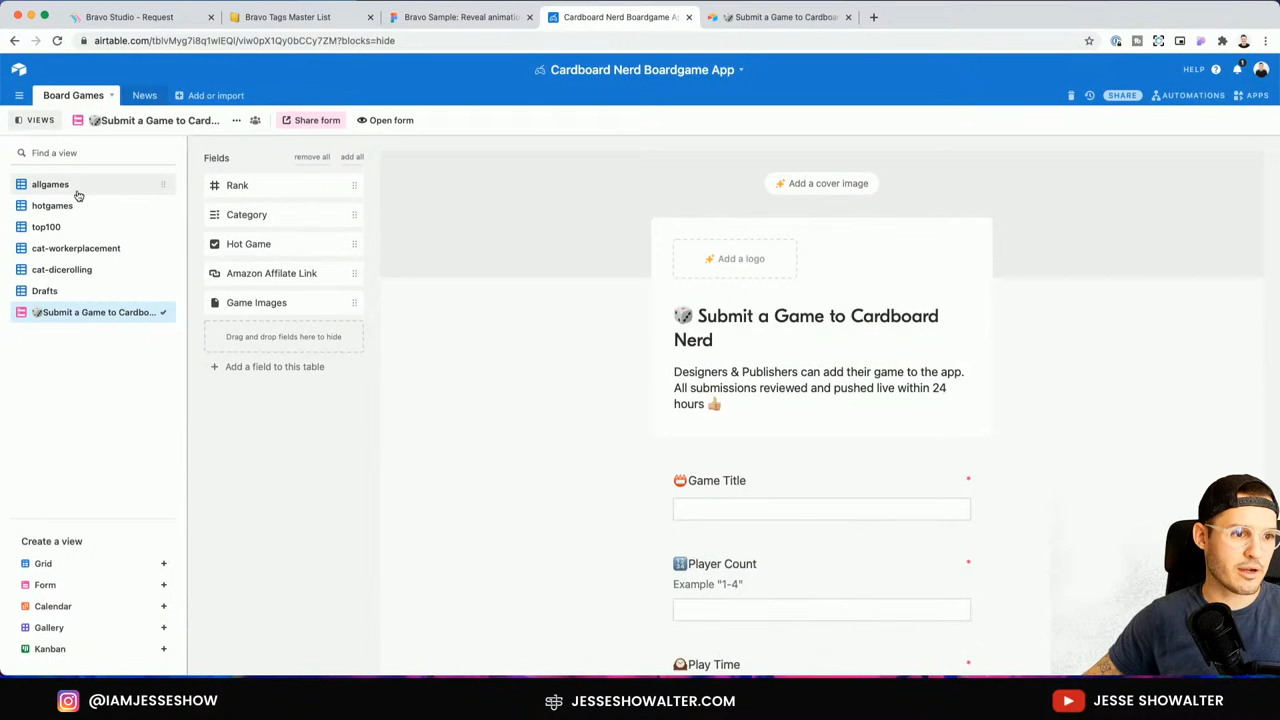 Bravo Studio - Request
Bravo Tags Master List
Bravo Sample: Reveal animatio
Cardboard Nerd Boardgame Ap
Submit a Game to Cardboa
airtable.com/tblvMyg7i8q1wIEQl/viw0pX1Qy0bCCy7ZM?blocks=hide
Cardboard Nerd Boardgame App
HELP
1
Board Games
News
Add or import
SHARE
AUTOMATIONS
APPS
VIEWS
🎲Submit a Game to Card...
Share form
Open form
Find a view
allgames
hotgames
top100
cat-workerplacement
cat-dicerolling
Drafts
🎲Submit a Game to Cardbo...
Create a view
Grid
Form
Calendar
Gallery
Kanban
Fields
remove all
add all
Rank
Category
Hot Game
Amazon Affilate Link
Game Images
Drag and drop fields here to hide
Add a field to this table
Add a cover image
Add a logo
🎲 Submit a Game to Cardboard
Nerd
Designers & Publishers can add their game to the app.
All submissions reviewed and pushed live within 24
hours 👍🏼
Game Title *
🔢Player Count *
Example "1-4"
🕰Play Time *
@IAMJESSESHOW
JESSESHOWALTER.COM
JESSE SHOWALTER